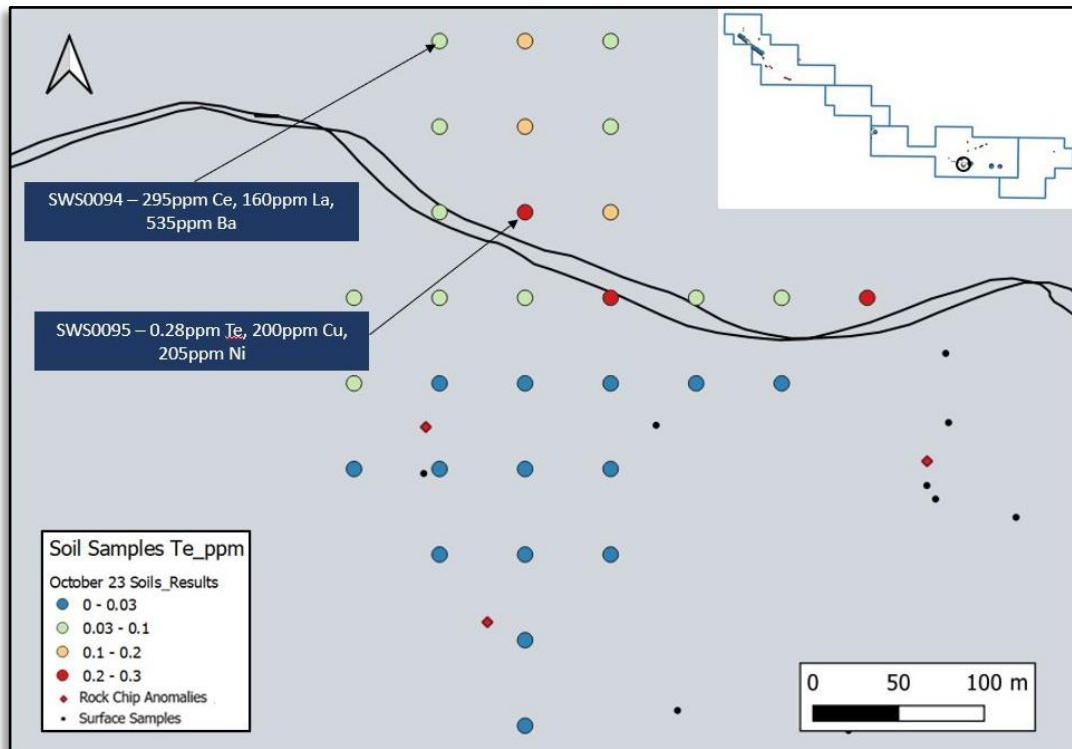 SWS0094 – 295ppm Ce, 160ppm La,
535ppm Ba
SWS0095 – 0.28ppm Te, 200ppm Cu,
205ppm Ni
Soil Samples Te_ppm
October 23 Soils_Results
0 - 0.03
0.03 - 0.1
0.1 - 0.2
0.2 - 0.3
Rock Chip Anomalies
Surface Samples
0 50 100 m